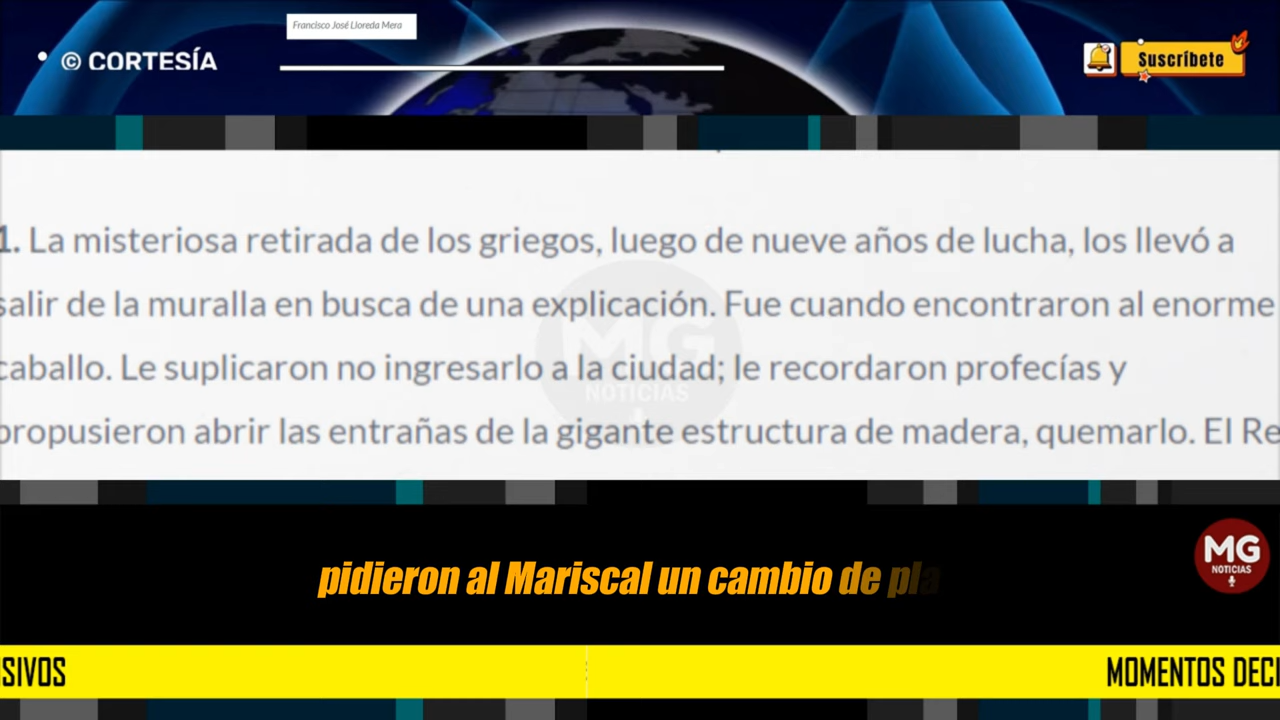 Francisco José Lloreda Mera
© CORTESÍA
Suscríbete
1. La misteriosa retirada de los griegos, luego de nueve años de lucha, los llevó a
salir de la muralla en busca de una explicación. Fue cuando encontraron al enorme
caballo. Le suplicaron no ingresarlo a la ciudad; le recordaron profecías y
propusieron abrir las entrañas de la gigante estructura de madera, quemarlo. El Re
MG
NOTICIAS
pidieron al Mariscal un cambio de pla
MG
NOTICIAS
SIVOS
MOMENTOS DECI